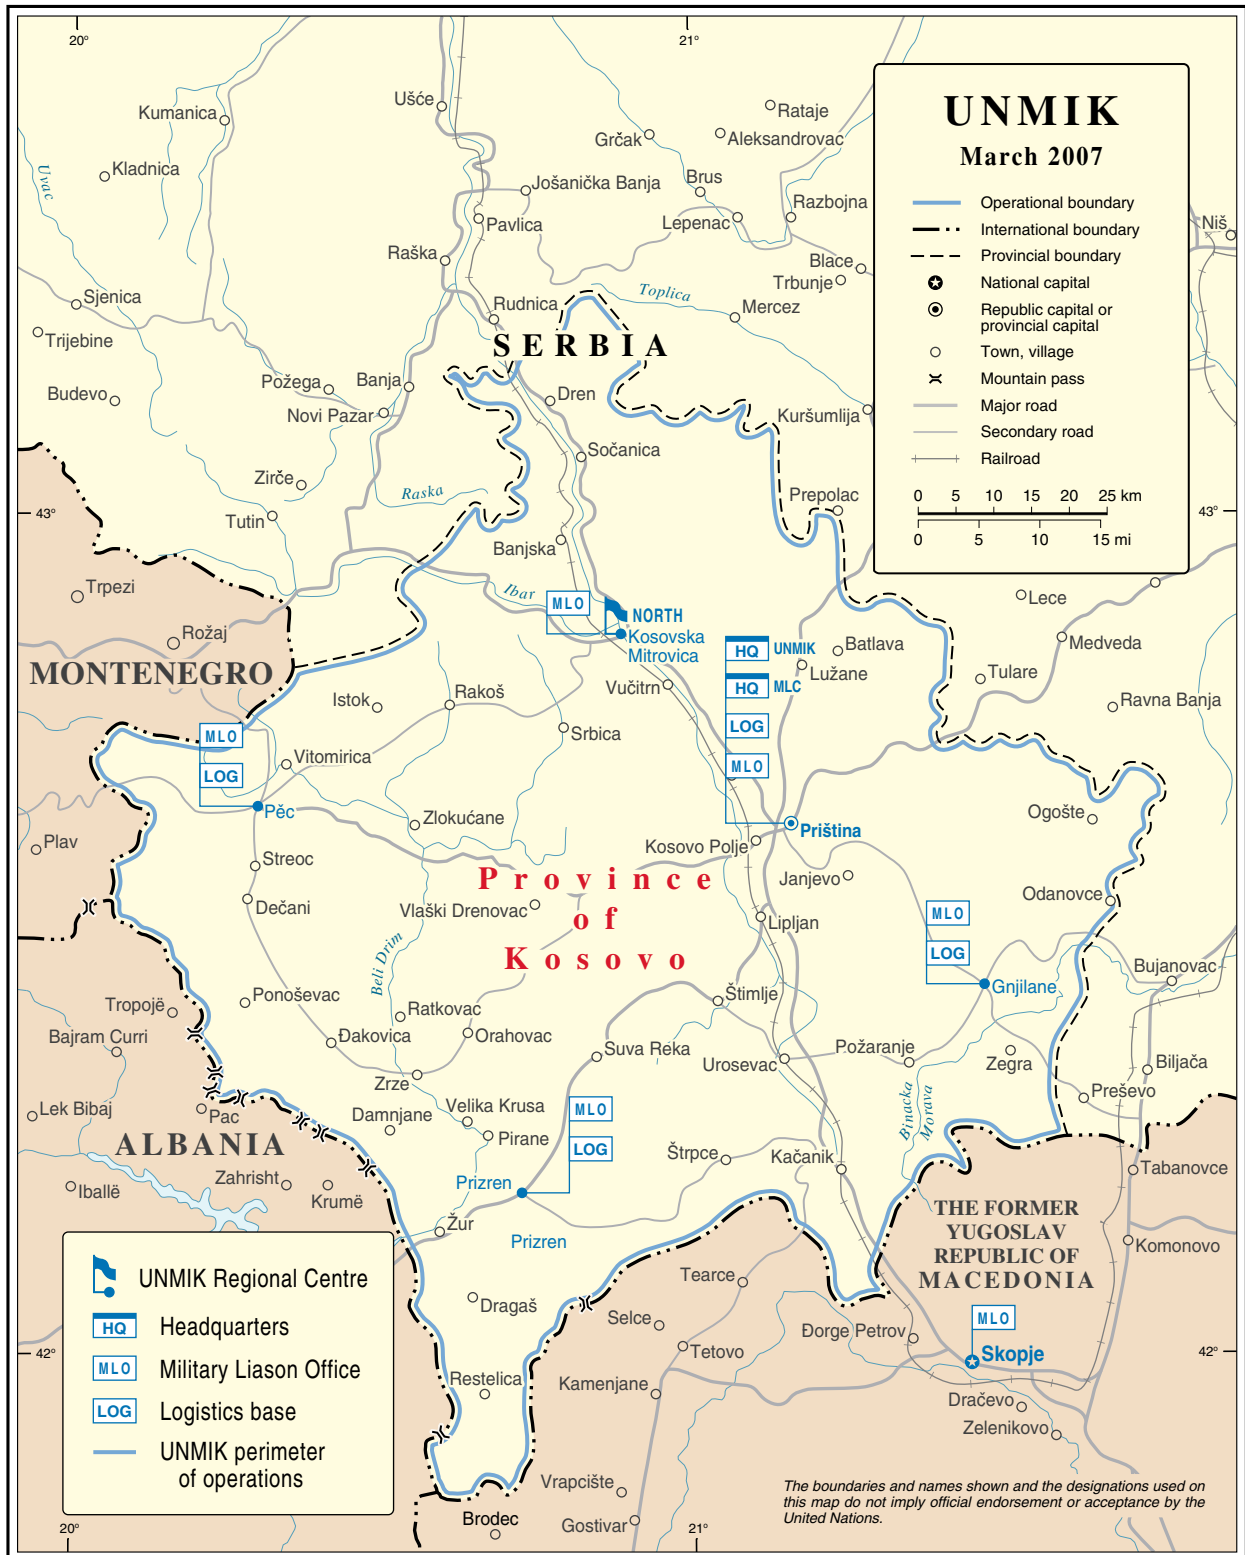 20°
21°
UNMIK
March 2007
Operational boundary
International boundary
Provincial boundary
National capital
Republic capital or
provincial capital
Town, village
Mountain pass
Major road
Secondary road
Railroad
0 5 10 15 20 25 km
0 5 10 15 mi
Kumanica
Ušće
Rataje
Grčak
Aleksandrovac
Kladnica
Uvac
Jošanička Banja
Brus
Razbojna
Pavlica
Lepenac
Niš
Raška
Blace
Trbunje
Sjenica
Rudnica
Toplica
Mercez
Trijebine
SERBIA
Požega
Banja
Budevo
Dren
Novi Pazar
Kuršumlija
Sočanica
Zirče
Raska
Prepolac
43°
43°
Tutin
Banjska
Trpezi
Ibar
MLO
NORTH
Lece
Rožaj
Kosovska
Mitrovica
HQ UNMIK
Batlava
Medveda
MONTENEGRO
Lužane
Vučitrn
HQ MLC
Tulare
Istok
Rakoš
Ravna Banja
Srbica
LOG
MLO
Vitomirica
MLO
LOG
Pěc
Zlokućane
Ogošte
Priština
Plav
Kosovo Polje
Streoc
Janjevo
Province
of
Kosovo
Dečani
Vlaški Drenovac
Odanovce
Lipljan
MLO
LOG
Beli Drim
Bujanovac
Gnjilane
Ponoševac
Štimlje
Tropojë
Ratkovac
Bajram Curri
Đakovica
Orahovac
Suva Reka
Požaranje
Urosevac
Zegra
Biljača
Zrze
Preševo
Lek Bibaj
Pac
Damnjane
Velika Krusa
MLO
Binacka
Morava
ALBANIA
Pirane
LOG
Štrpce
Kačanik
Tabanovce
Iballë
Zahrisht
Krumë
Prizren
Žur
Prizren
THE FORMER
YUGOSLAV
REPUBLIC OF
MACEDONIA
Komonovo
UNMIK Regional Centre
HQ Headquarters
MLO Military Liason Office
LOG Logistics base
UNMIK perimeter
of operations
Tearce
Dragaš
Selce
MLO
Đorge Petrov
42°
42°
Tetovo
Skopje
Restelica
Kamenjane
Dračevo
Zelenikovo
Vrapcište
Brodec
Gostivar
The boundaries and names shown and the designations used on
this map do not imply official endorsement or acceptance by the
United Nations.
20°
21°